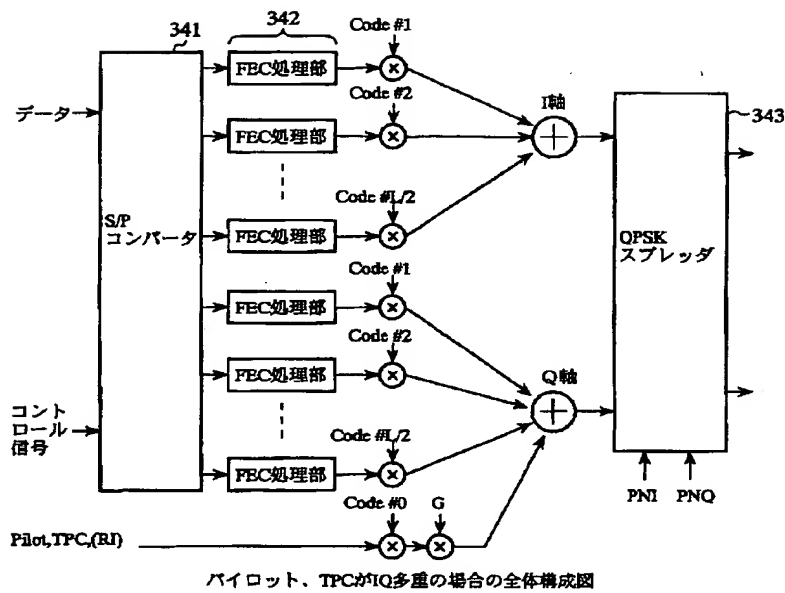 341
342
Code #1
FEC処理部
データ
Code #2
FEC処理部
I軸
343
Code #L/2
FEC処理部
S/P
コンバータ
QPSK
スプレッダ
Code #1
FEC処理部
Code #2
FEC処理部
Q軸
コント
ロール
信号
Code #L/2
FEC処理部
PNI
PNQ
Code #0
G
Pilot,TPC,(RI)
パイロット、TPCがIQ多重の場合の全体構成図